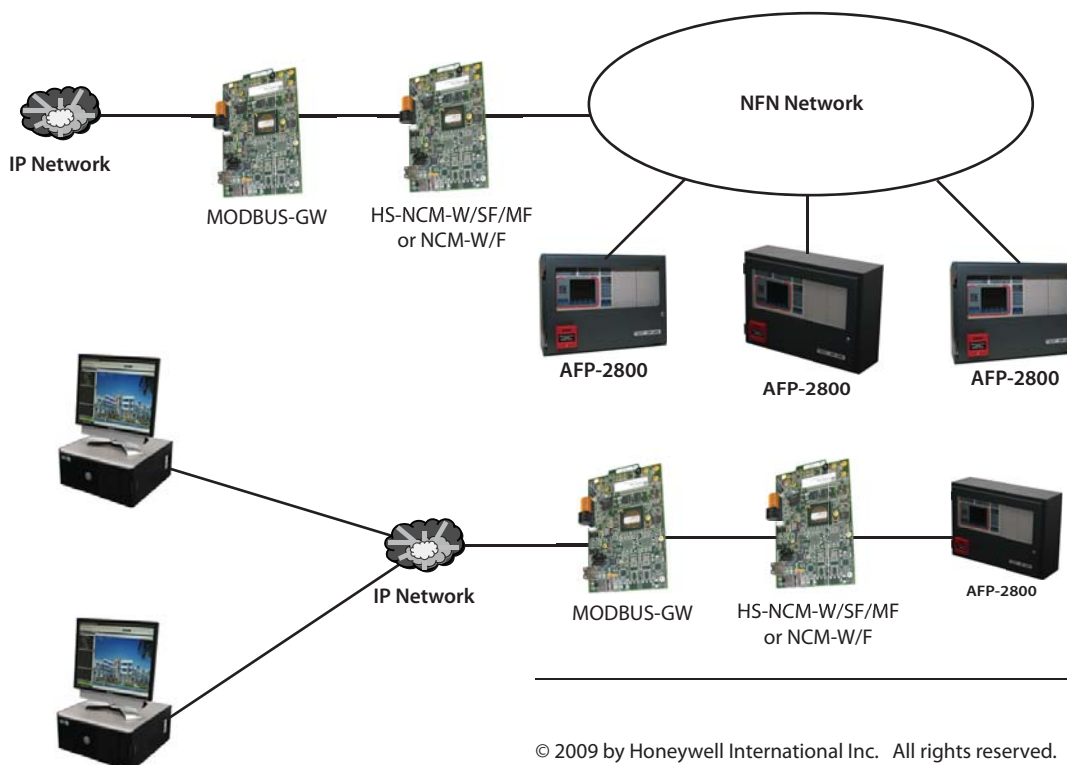 NFN Network
IP Network
MODBUS-GW
HS-NCM-W/SF/MF
or NCM-W/F
AFP-2800
AFP-2800
AFP-2800
IP Network
MODBUS-GW
HS-NCM-W/SF/MF
or NCM-W/F
AFP-2800
© 2009 by Honeywell International Inc. All rights reserved.